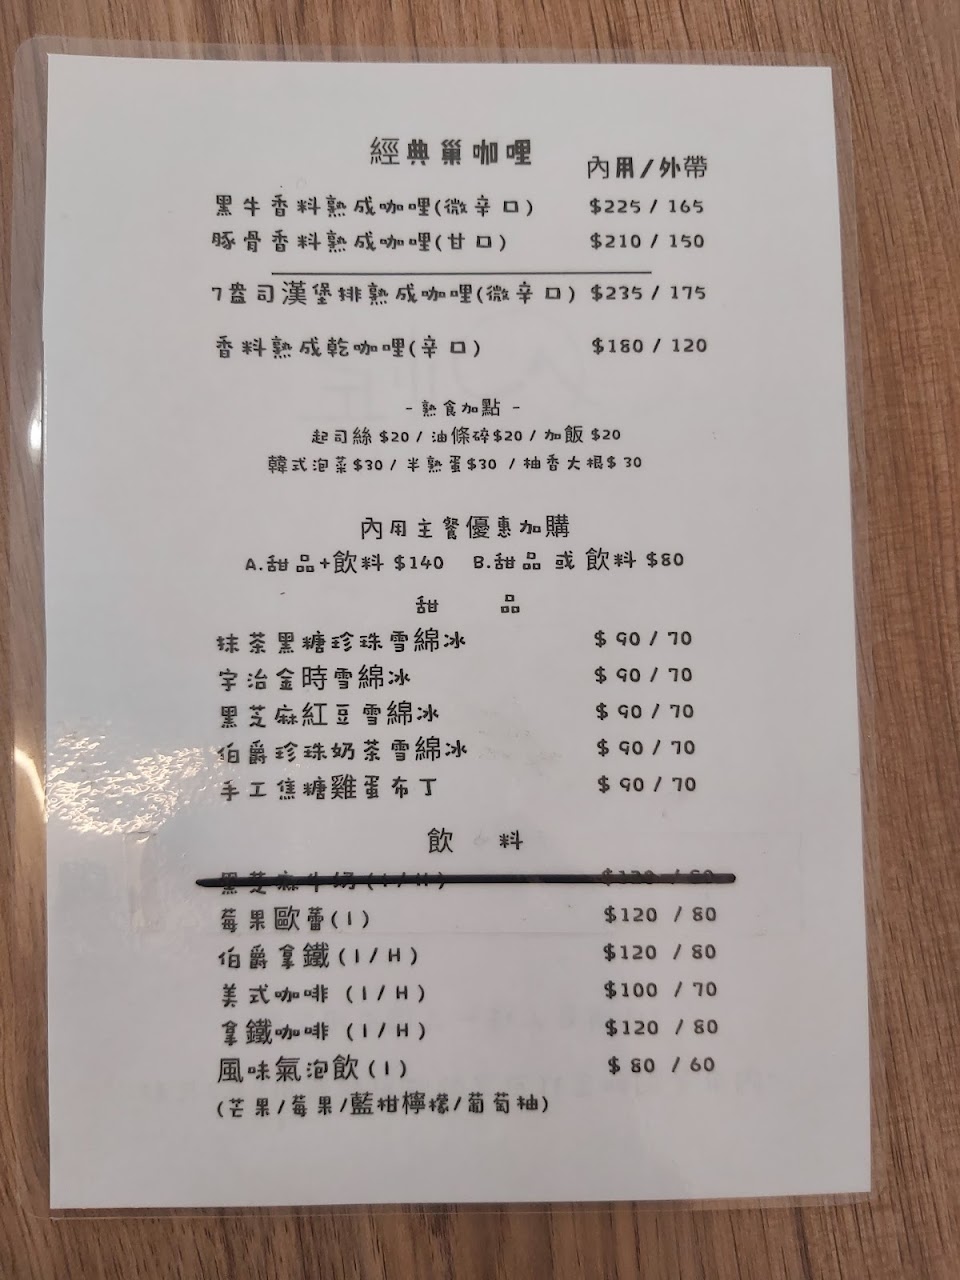 經典巢咖哩
內用/外帶
黑牛香料熟成咖哩(微辛口) $225 / 165
豚骨香料熟成咖哩(甘口) $210 / 150
7盎司漢堡排熟成咖哩(微辛口) $235 / 175
香料熟成乾咖哩(辛口) $180 / 120
- 熟食加點 -
起司絲 $20 / 油條碎$20 / 加飯 $20
韓式泡菜$30 / 半熟蛋$30 / 柚香大根$ 30
內用主餐優惠加購
A.甜品+飲料 $140 B.甜品 或 飲料 $80
甜 品
抹茶黑糖珍珠雪綿冰 $ 90 / 70
宇治金時雪綿冰 $ 90 / 70
黑芝麻紅豆雪綿冰 $ 90 / 70
伯爵珍珠奶茶雪綿冰 $ 90 / 70
手工焦糖雞蛋布丁 $ 90 / 70
飲 料
黑芝麻牛奶(I/H) $120 / 80
莓果歐蕾(I) $120 / 80
伯爵拿鐵(I/H) $120 / 80
美式咖啡 (I/H) $100 / 70
拿鐵咖啡 (I/H) $120 / 80
風味氣泡飲(I) $ 80 / 60
(芒果/莓果/藍柑檸檬/葡萄柚)